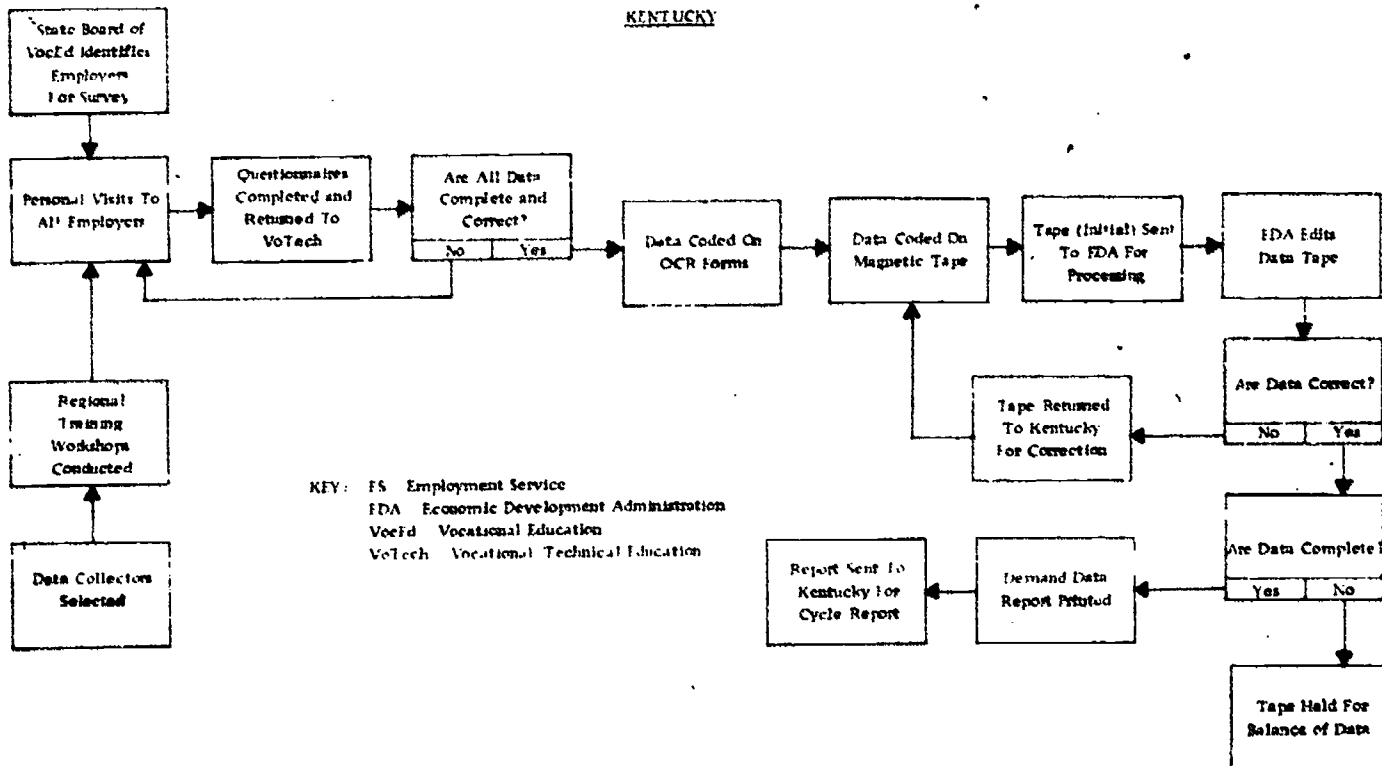 KENTUCKY
State Board of
VocEd Identifies
Employers
For Survey
Personal Visits To
All Employers
Questionnaires
Completed and
Returned To
VoTech
Are All Data
Complete and
Correct?
No Yes
Data Coded On
OCR Forms
Data Coded On
Magnetic Tape
Tape (Initial) Sent
To EDA For
Processing
EDA Edits
Data Tape
Are Data Correct?
No Yes
Tape Returned
To Kentucky
For Correction
Regional
Training
Workshops
Conducted
Data Collectors
Selected
KEY: ES Employment Service
EDA Economic Development Administration
VocEd Vocational Education
VoTech Vocational Technical Education
Are Data Complete?
Yes No
Demand Data
Report Printed
Report Sent To
Kentucky For
Cycle Report
Tape Held For
Balance of Data